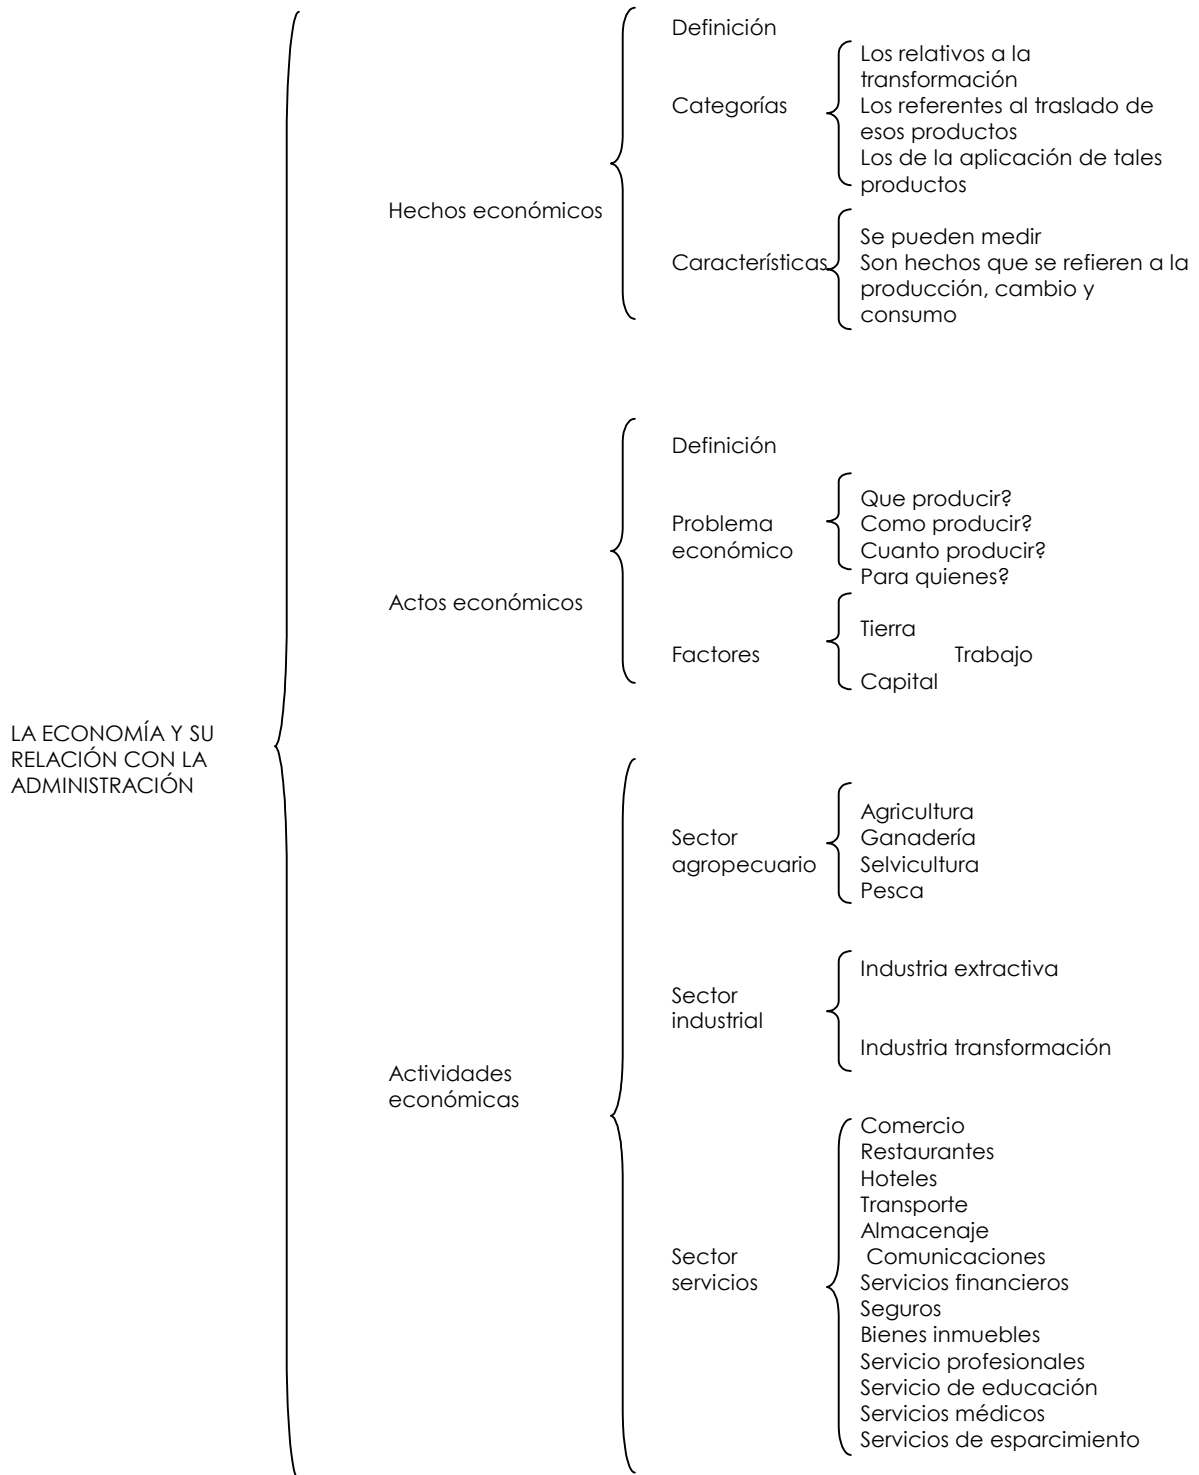 LA ECONOMÍA Y SU
RELACIÓN CON LA
ADMINISTRACIÓN
Hechos económicos
Definición
Categorías
Los relativos a la
transformación
Los referentes al traslado de
esos productos
Los de la aplicación de tales
productos
Características
Se pueden medir
Son hechos que se refieren a la
producción, cambio y
consumo
Actos económicos
Definición
Problema
económico
Que producir?
Como producir?
Cuanto producir?
Para quienes?
Factores
Tierra
Trabajo
Capital
Actividades
económicas
Sector
agropecuario
Agricultura
Ganadería
Selvicultura
Pesca
Sector
industrial
Industria extractiva
Industria transformación
Sector
servicios
Comercio
Restaurantes
Hoteles
Transporte
Almacenaje
Comunicaciones
Servicios financieros
Seguros
Bienes inmuebles
Servicio profesionales
Servicio de educación
Servicios médicos
Servicios de esparcimiento